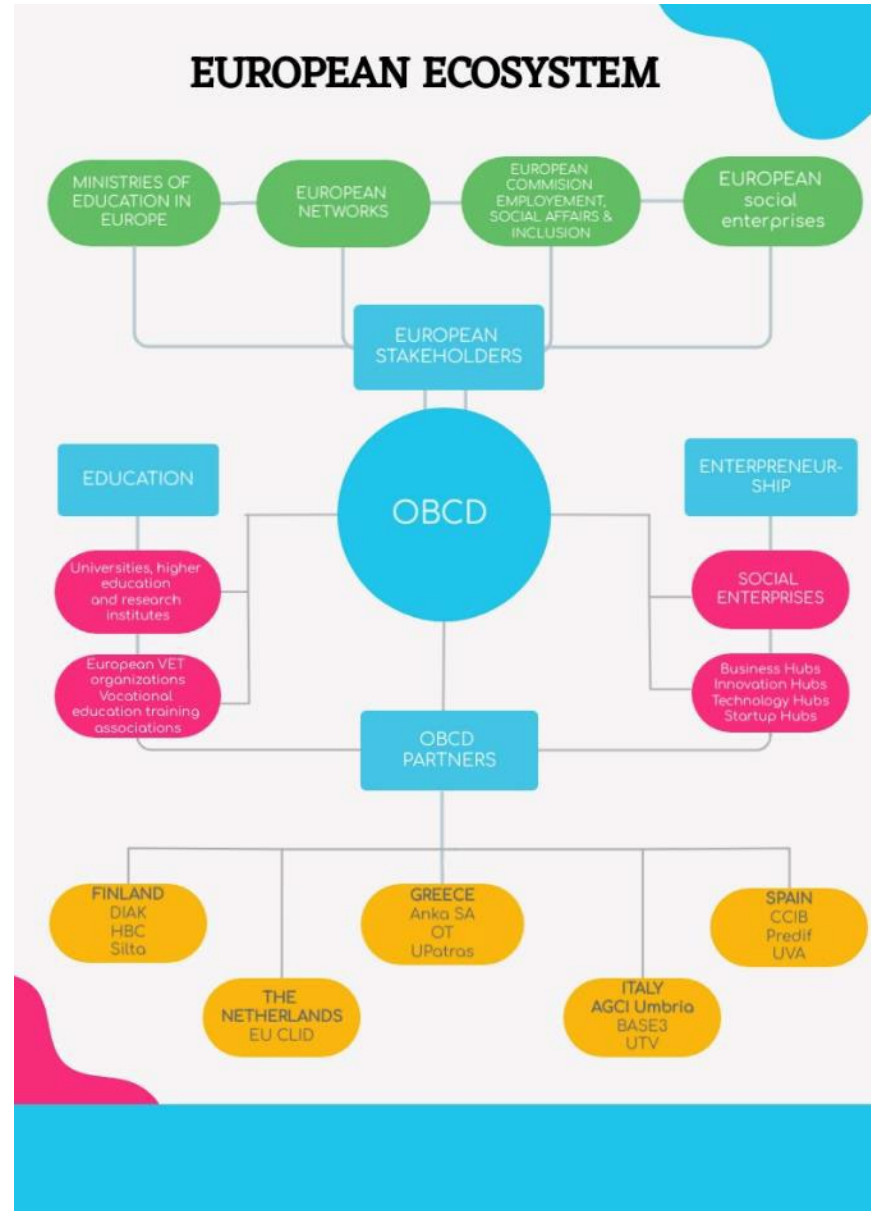 EUROPEAN ECOSYSTEM
MINISTRIES OF
EDUCATION IN
EUROPE
EUROPEAN
NETWORKS
EUROPEAN
COMMISION
EMPLOYEMENT,
SOCIAL AFFAIRS &
INCLUSION
EUROPEAN
social
enterprises
EUROPEAN
STAKEHOLDERS
EDUCATION
OBCD
ENTERPRENEUR-
SHIP
Universities, higher
education
and research
institutes
SOCIAL
ENTERPRISES
European VET
organizations
Vocational
education training
associations
Business Hubs
Innovation Hubs
Technology Hubs
Startup Hubs
OBCD
PARTNERS
FINLAND
DIAK
HBC
Silta
GREECE
Anka SA
OT
UPatras
SPAIN
CCIB
Predif
UVA
THE
NETHERLANDS
EU CLID
ITALY
AGCI Umbria
BASE3
UTV